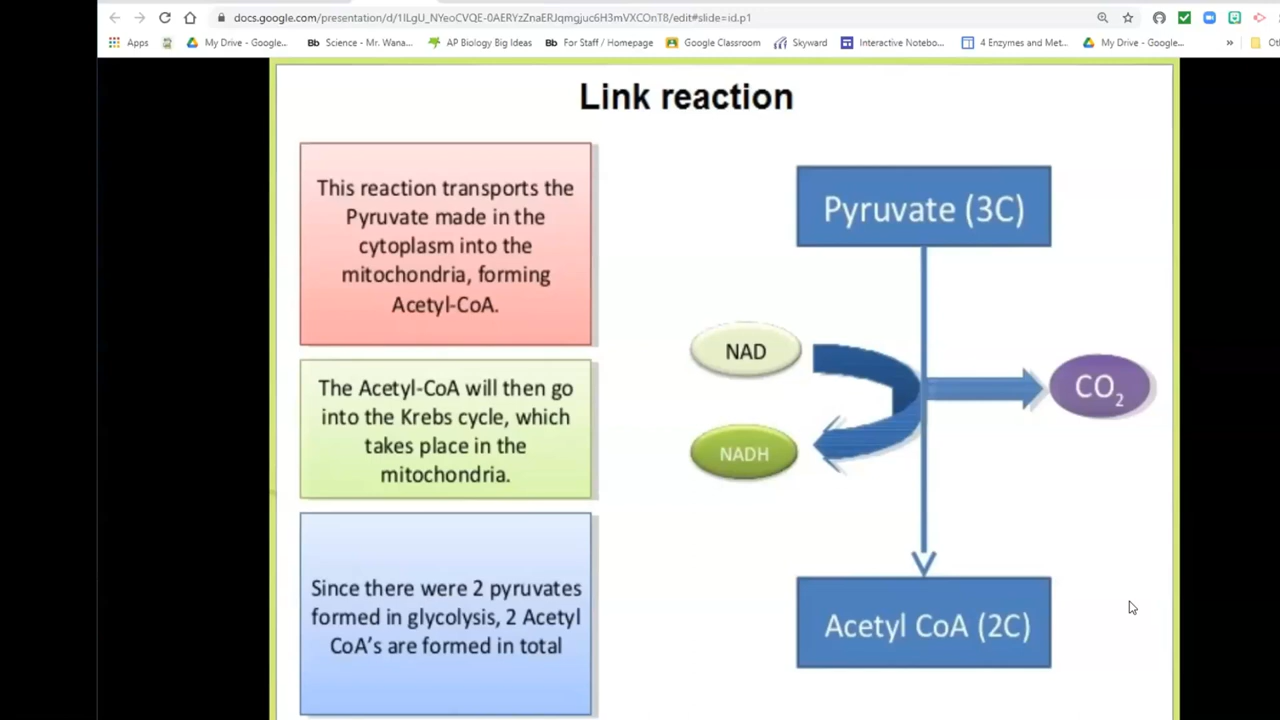 docs.google.com/presentation/d/1ILgU_NYeoCVQE-0AERYzZnaERJqmgjuc6H3mVXCOnT8/edit#slide=id.p1
Apps
My Drive - Google...
Bb Science - Mr. Wana...
AP Biology Big Ideas
Bb For Staff / Homepage
Google Classroom
Skyward
Interactive Notebo...
4 Enzymes and Met...
My Drive - Google...
»
Link reaction
This reaction transports the
Pyruvate made in the
cytoplasm into the
mitochondria, forming
Acetyl-CoA.
The Acetyl-CoA will then go
into the Krebs cycle, which
takes place in the
mitochondria.
Since there were 2 pyruvates
formed in glycolysis, 2 Acetyl
CoA's are formed in total
Pyruvate (3C)
NAD
NADH
CO2
Acetyl CoA (2C)